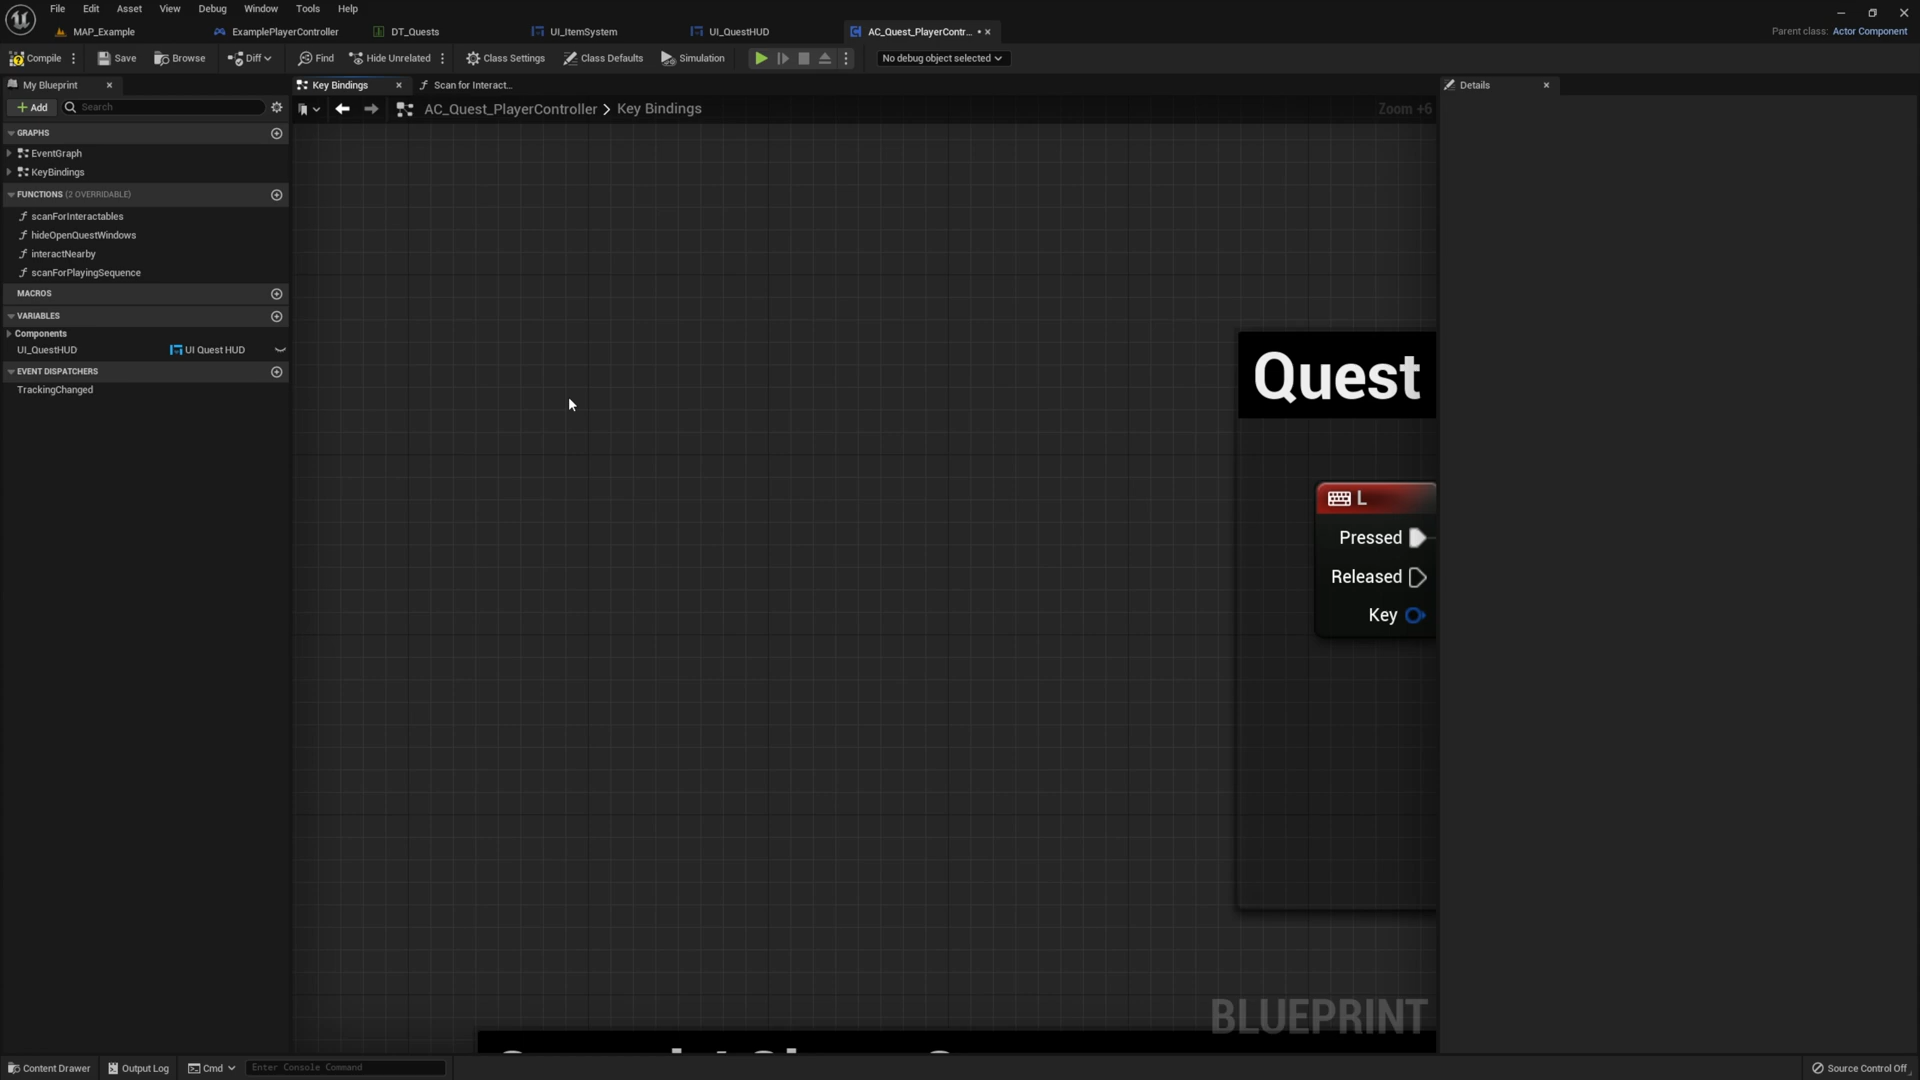 File Edit Asset View Debug Window Tools Help
MAP_Example ExamplePlayerController DT_Quests UI_ItemSystem UI_QuestHUD AC_Quest_PlayerContr...
Parent class: Actor Component
Compile Save Browse Diff Find Hide Unrelated Class Settings Class Defaults Simulation No debug object selected
My Blueprint
Key Bindings Scan for Interact...
Details
Add Search
AC_Quest_PlayerController > Key Bindings
Zoom +6
GRAPHS
EventGraph
KeyBindings
FUNCTIONS (2 OVERRIDABLE)
scanForInteractables
hideOpenQuestWindows
interactNearby
scanForPlayingSequence
MACROS
VARIABLES
Components
UI_QuestHUD UI Quest HUD
EVENT DISPATCHERS
TrackingChanged
Quest
L
Pressed
Released
Key
BLUEPRINT
Content Drawer Output Log Cmd Enter Console Command Source Control Off